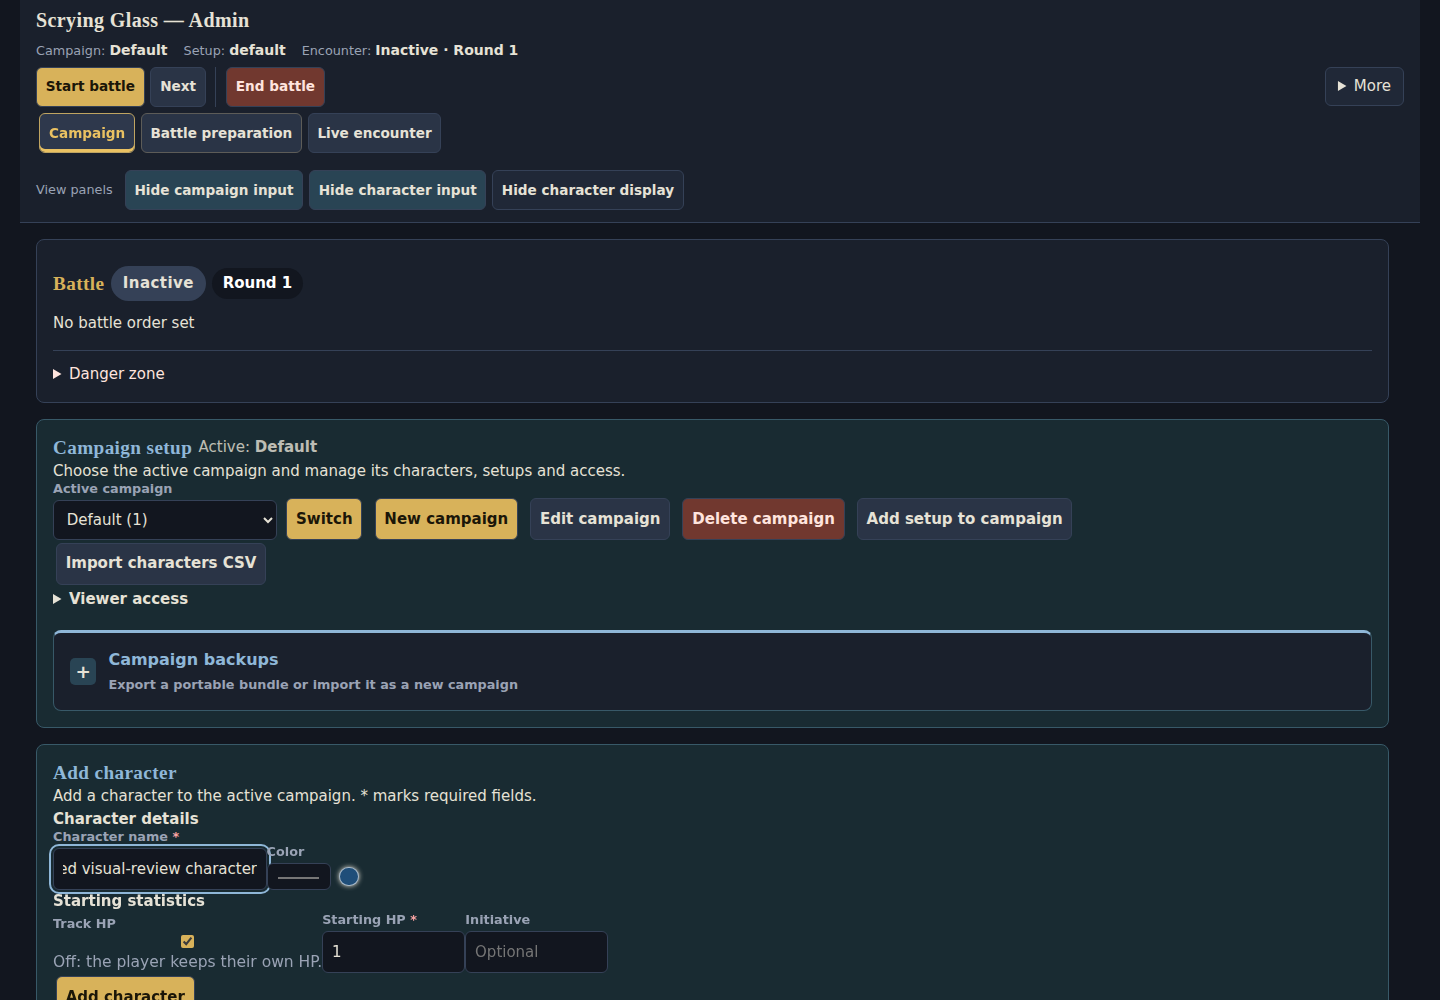 Scrying Glass — Admin
Campaign: Default Setup: default Encounter: Inactive · Round 1
Start battle Next End battle More
Campaign Battle preparation Live encounter
View panels Hide campaign input Hide character input Hide character display
Battle Inactive Round 1
No battle order set
Danger zone
Campaign setup Active: Default
Choose the active campaign and manage its characters, setups and access.
Active campaign
Default (1) Switch New campaign Edit campaign Delete campaign Add setup to campaign
Import characters CSV
Viewer access
+ Campaign backups
Export a portable bundle or import it as a new campaign
Add character
Add a character to the active campaign. * marks required fields.
Character details
Character name *
Color
ed visual-review character
Starting statistics
Track HP Starting HP * Initiative
1 Optional
Off: the player keeps their own HP.
Add character